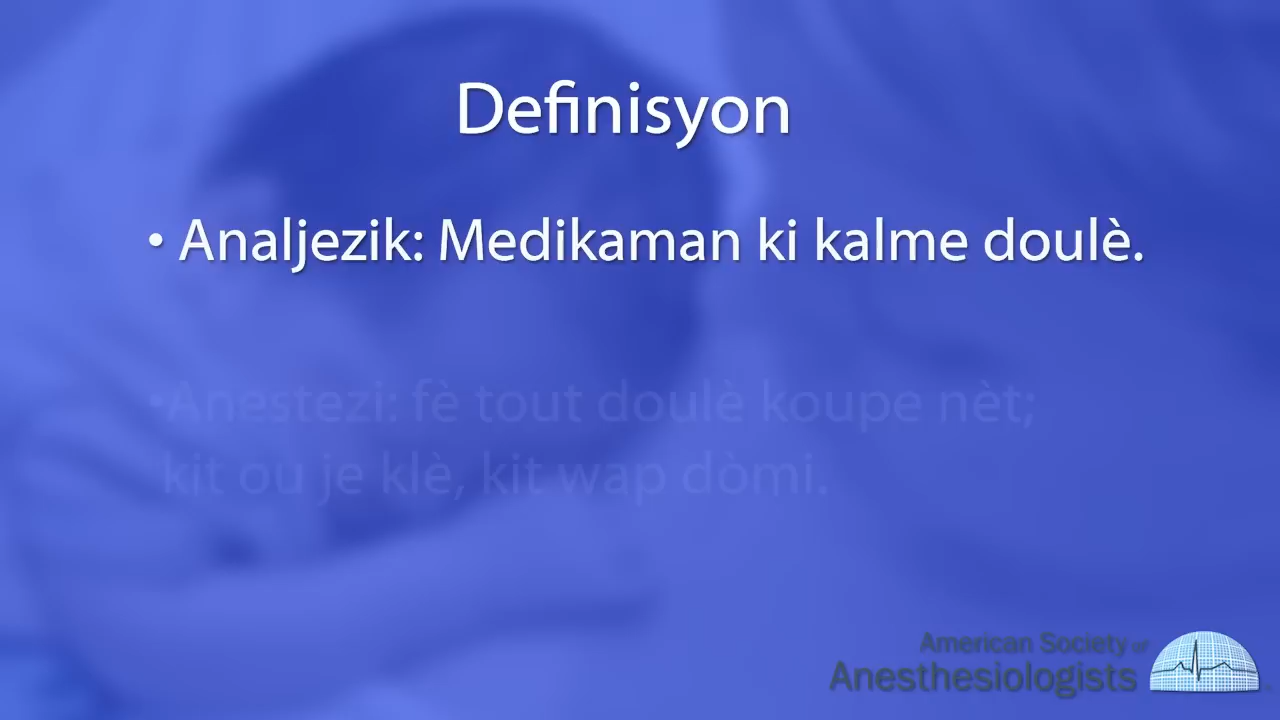 Definisyon
• Analjezik: Medikaman ki kalme doulè.
•Anestezi: fè tout doulè koupe nèt;
kit ou je klè, kit wap dòmi.
American Society of
Anesthesiologists